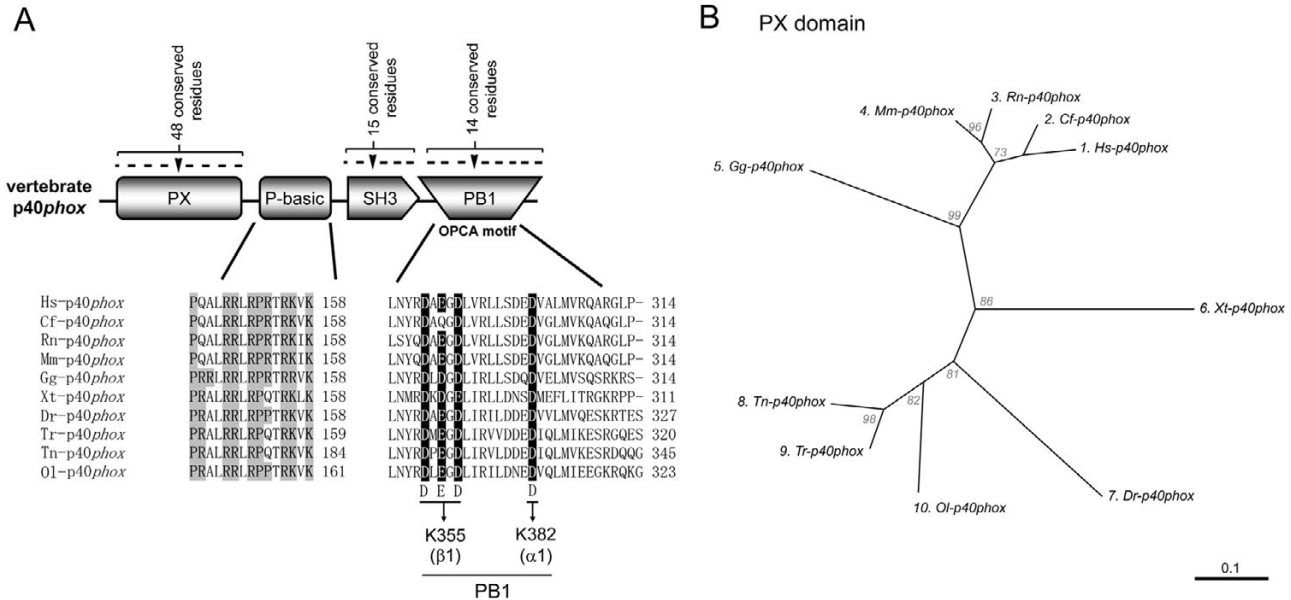 A
48 conserved residues
15 conserved residues
14 conserved residues
vertebrate
p40phox
PX
P-basic
SH3
PB1
OPCA motif
Hs-p40phox PQALRRLRPRTRKVK 158 LNYRDAEGDLVRLLSDEDVALMVRQARGLP- 314
Cf-p40phox PQALRRLRPRTRKVK 158 LNYRDAQGDLVRLLSDEDVGLMVKQAQGLP- 314
Rn-p40phox PQALRRLRPRTRKIK 158 LSYQDAEGDLVRLLSDEDVGLMVKQARGLP- 314
Mm-p40phox PQALRRLRPRTRKIK 158 LNYQDAEGDLVRLLSDEDVGLMVKQAQGLP- 314
Gg-p40phox PRRLRRLRPRTRRVK 158 LNYRDLDGDLIRLLSDQDVELMVSQSRKRS- 314
Xt-p40phox PRALRRLRPQTRLKK 158 LNMRDKDGELIRLLDNSDMEFLITRGKRPP- 311
Dr-p40phox PRALRRLRPPTRKVK 158 LNYRDAEGDLIRILDDEDVVLMVQESKRTES 327
Tr-p40phox PRALRRLRPQTRKVK 159 LNYRDMEGDLIRVVDDEDIQLMIKESRGQES 320
Tn-p40phox PRALRRLRPQTRKVK 184 LNYRDPEGDLIRVLDDEDIQLMVKESRDQQG 345
Ol-p40phox PRALRRLRPPTRKVK 161 LNYRDLEGDLIRILDNEDVQLMIEEGKRQKG 323
D E D D
K355 K382
(β1) (α1)
PB1
B PX domain
3. Rn-p40phox
4. Mm-p40phox
2. Cf-p40phox
96
1. Hs-p40phox
73
5. Gg-p40phox
99
86
6. Xt-p40phox
81
82
8. Tn-p40phox
98
9. Tr-p40phox
7. Dr-p40phox
10. Ol-p40phox
0.1